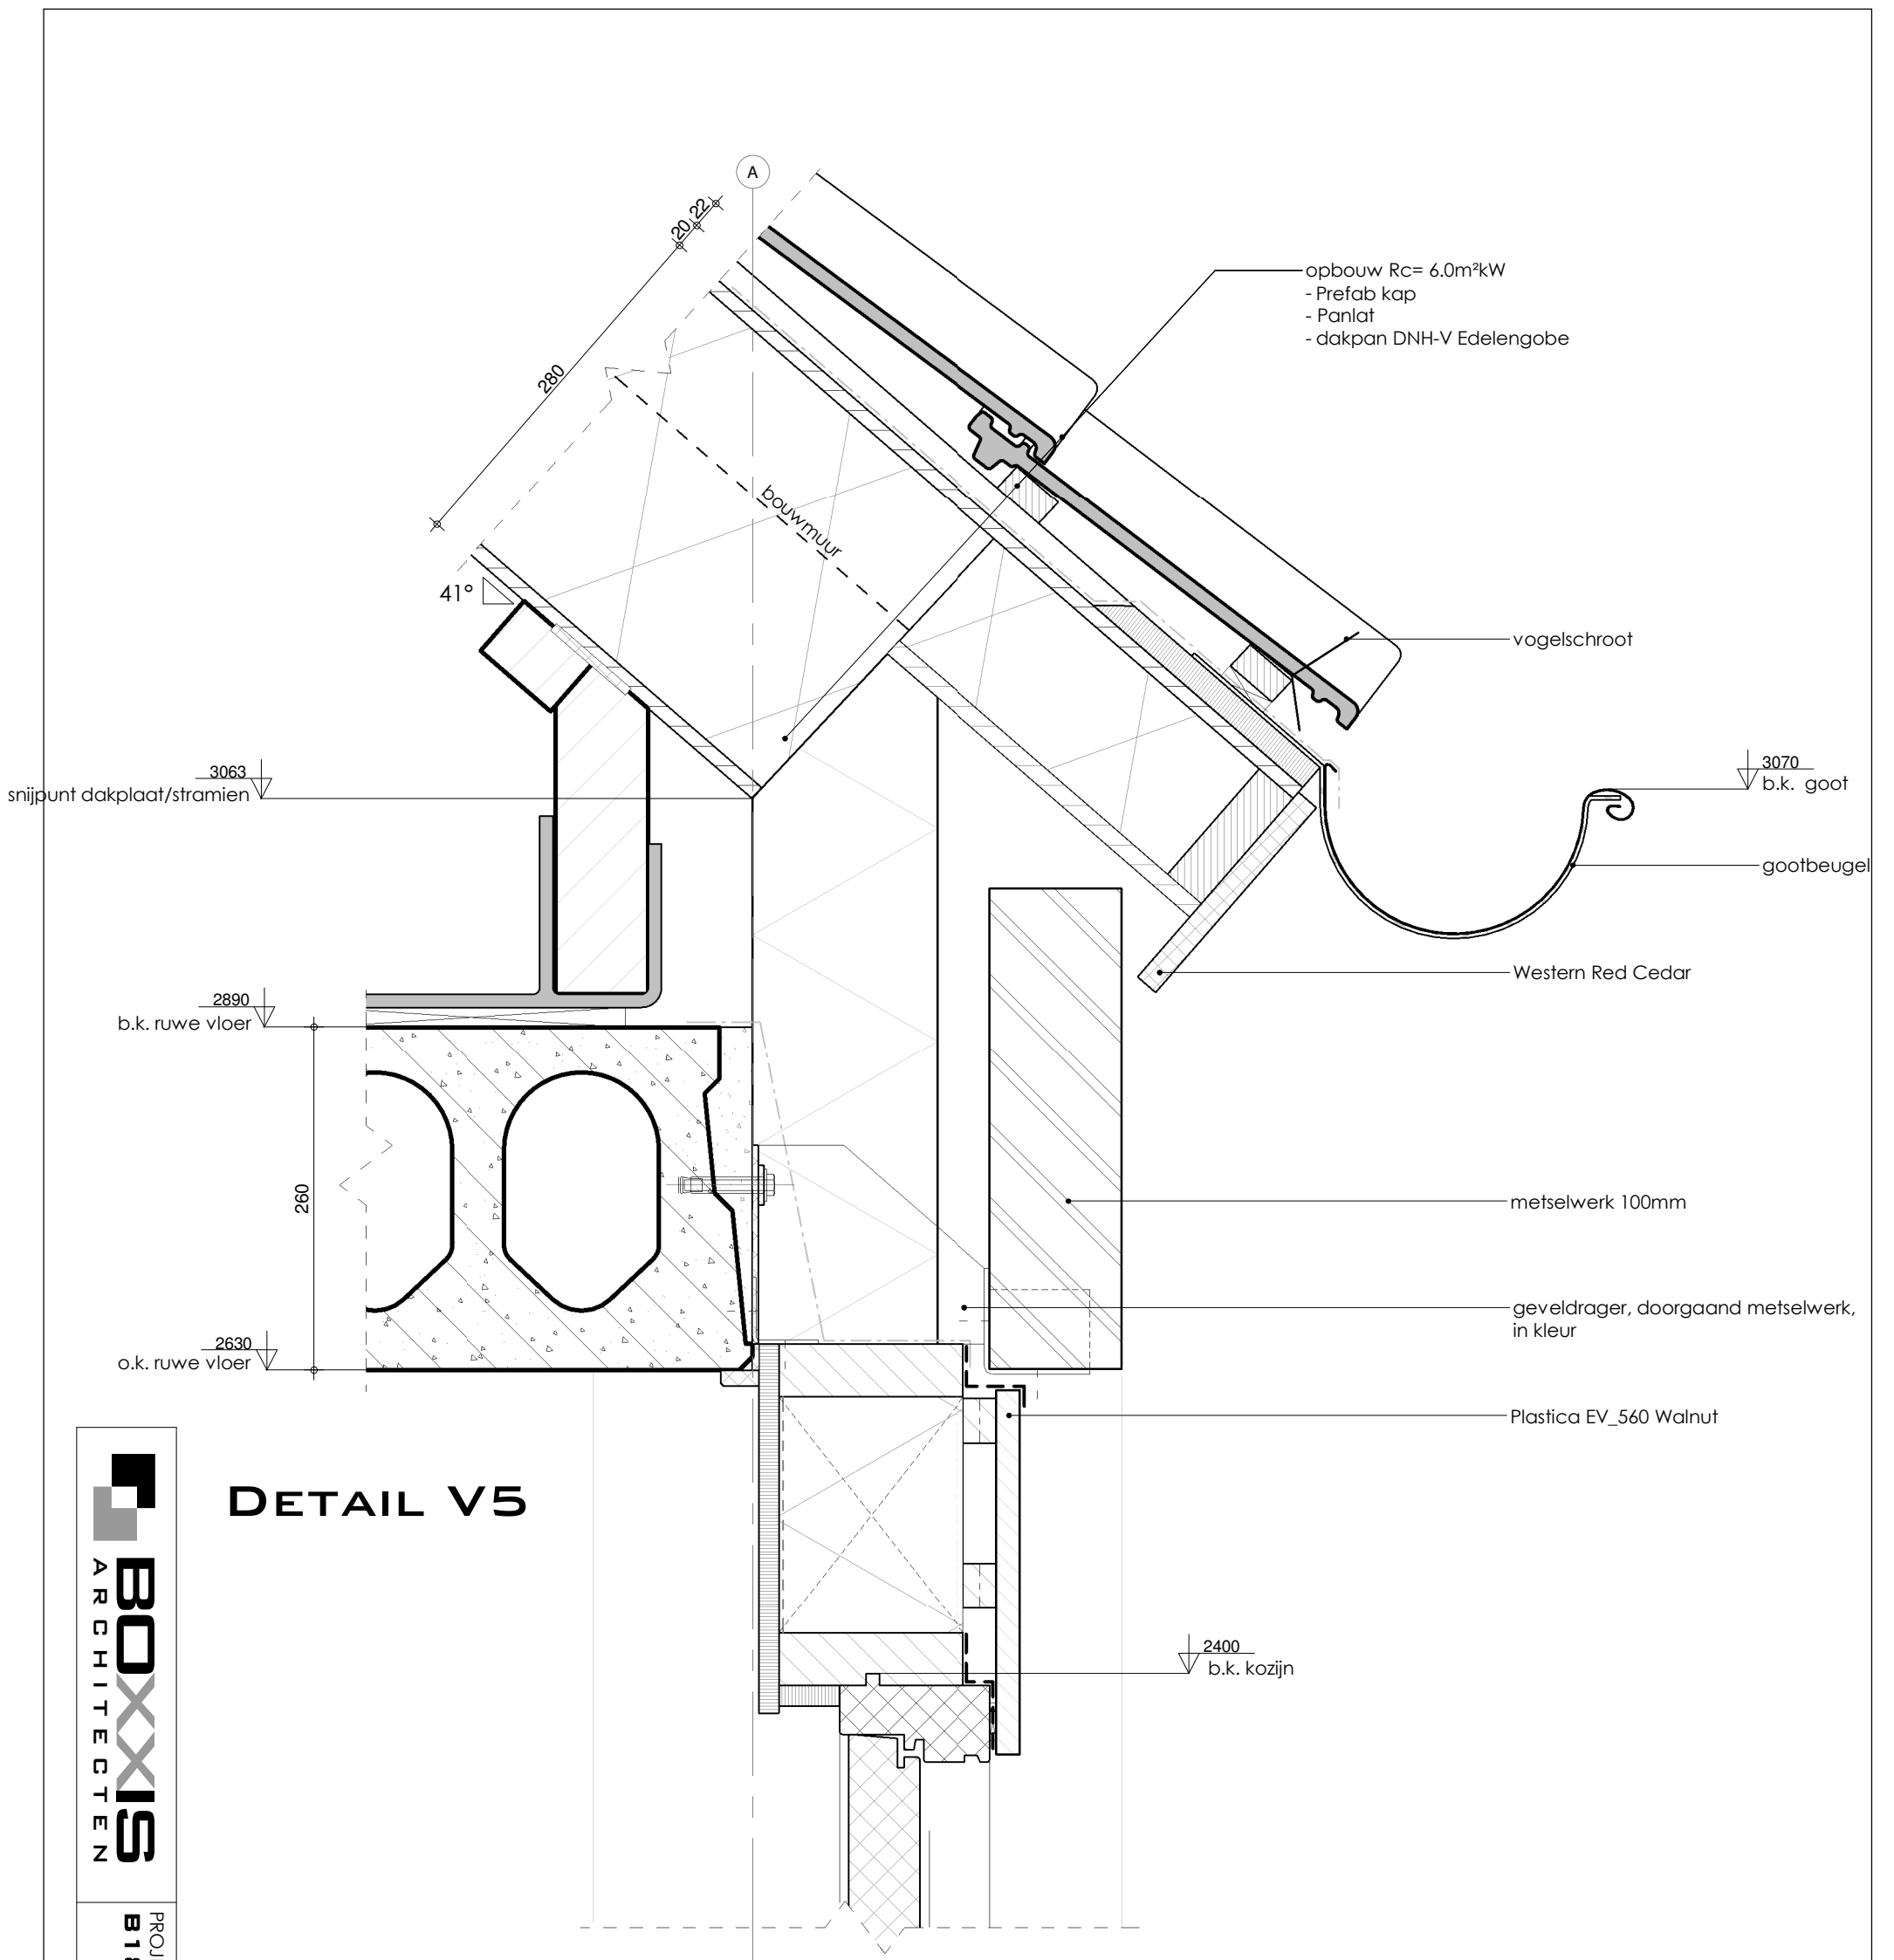 A
20
22
280
opbouw Rc= 6.0m²kW
- Prefab kap
- Panlat
- dakpan DNH-V Edelengobe
bouwmuur
41°
vogelschroot
3063
snijpunt dakplaat/stramien
3070
b.k. goot
gootbeugel
Western Red Cedar
2890
b.k. ruwe vloer
260
metselwerk 100mm
geveldrager, doorgaand metselwerk,
in kleur
2630
o.k. ruwe vloer
Plastica EV_560 Walnut
DETAIL V5
2400
b.k. kozijn
BOXXIS
ARCHITECTEN
PROJ
B18